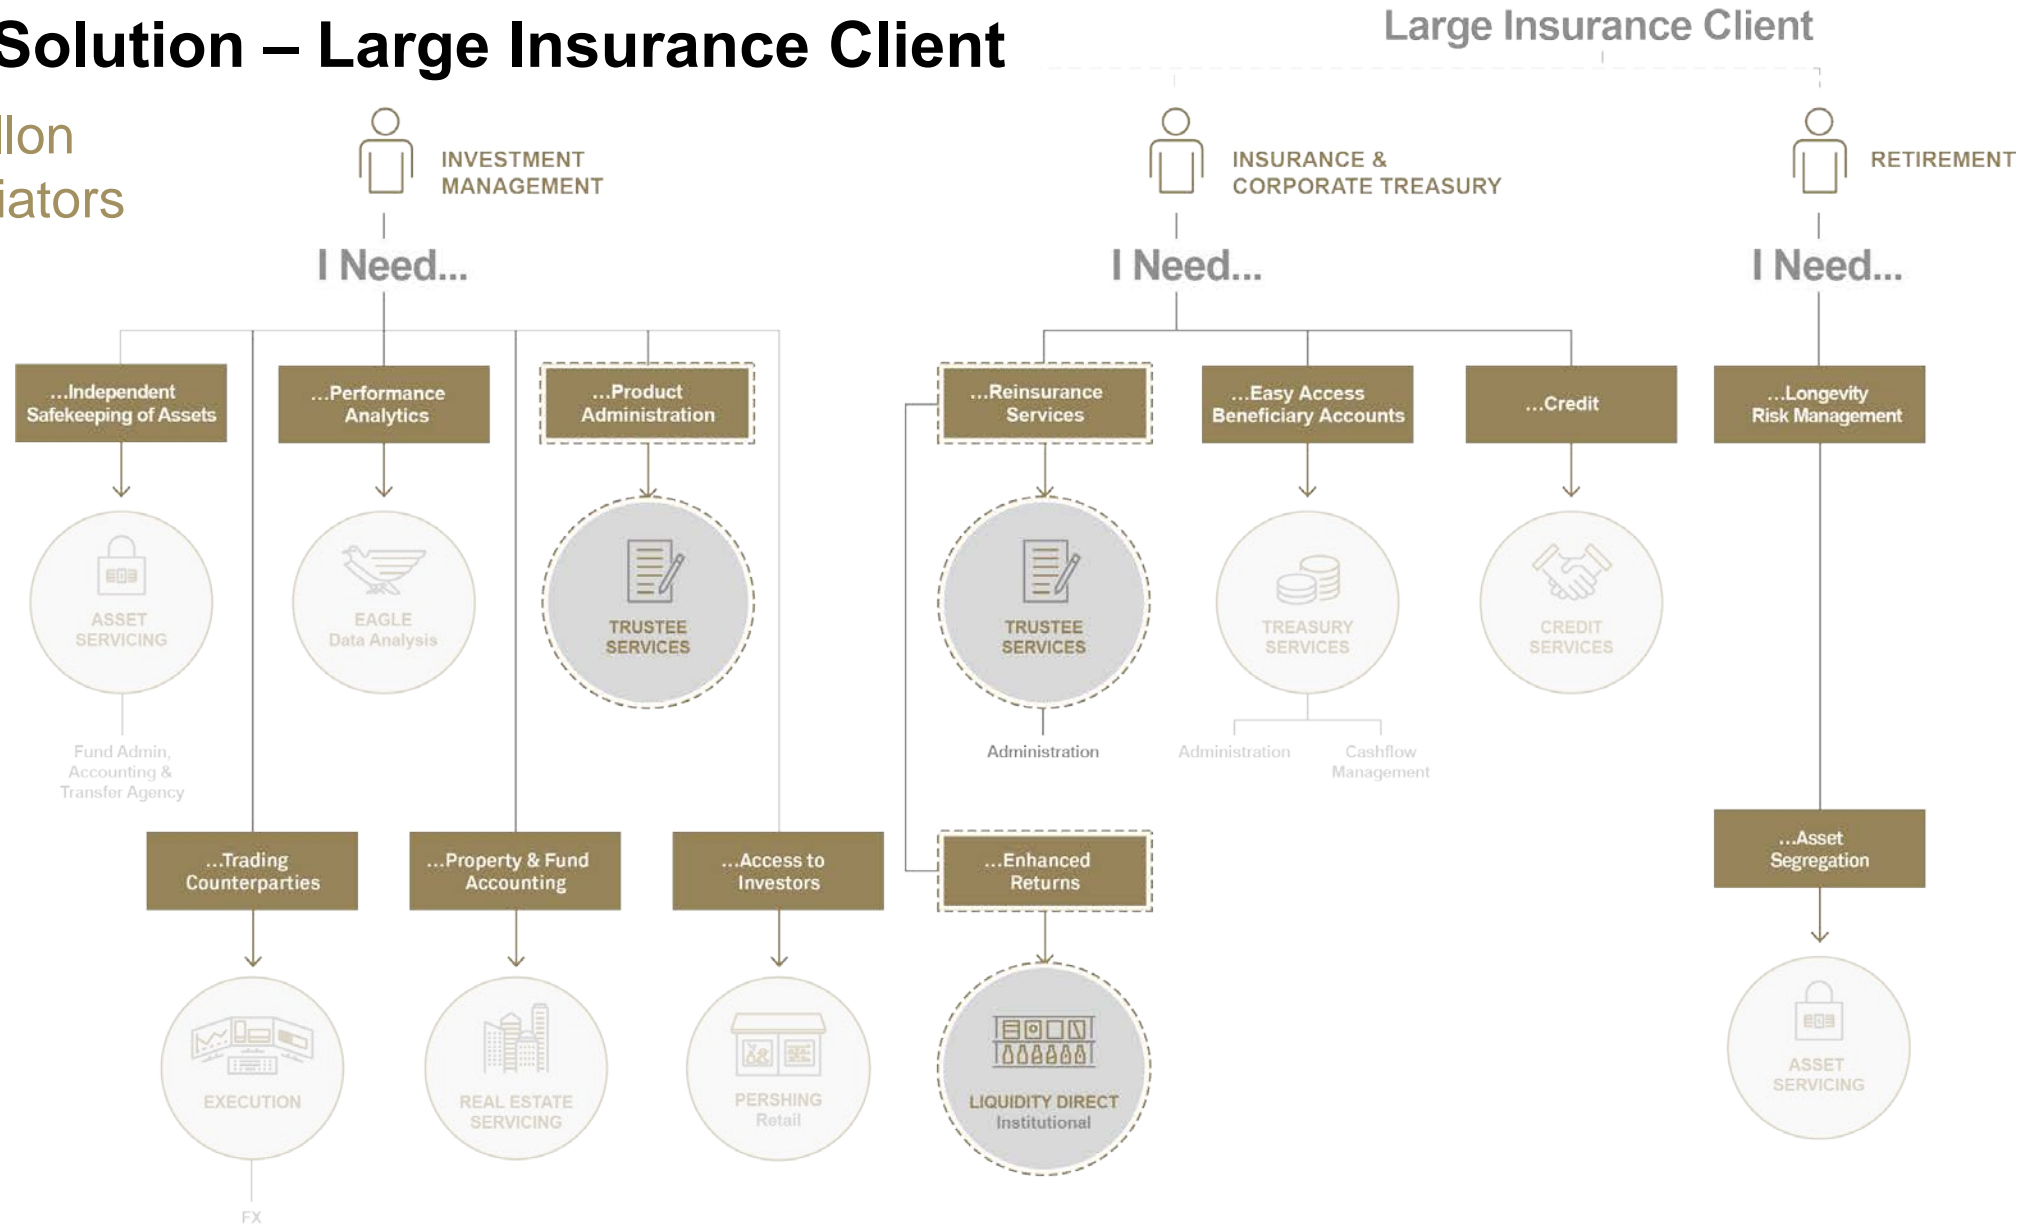 Solution – Large Insurance Client
Large Insurance Client
llon
iators
INVESTMENT
MANAGEMENT
INSURANCE &
CORPORATE TREASURY
RETIREMENT
I Need...
I Need...
I Need...
...Independent
Safekeeping of Assets
...Performance
Analytics
...Product
Administration
...Reinsurance
Services
...Easy Access
Beneficiary Accounts
...Credit
...Longevity
Risk Management
ASSET
SERVICING
EAGLE
Data Analysis
TRUSTEE
SERVICES
TRUSTEE
SERVICES
TREASURY
SERVICES
CREDIT
SERVICES
Fund Admin,
Accounting &
Transfer Agency
Administration
Administration
Cashflow
Management
...Trading
Counterparties
...Property & Fund
Accounting
...Access to
Investors
...Enhanced
Returns
...Asset
Segregation
EXECUTION
REAL ESTATE
SERVICING
PERSHING
Retail
LIQUIDITY DIRECT
Institutional
ASSET
SERVICING
FX